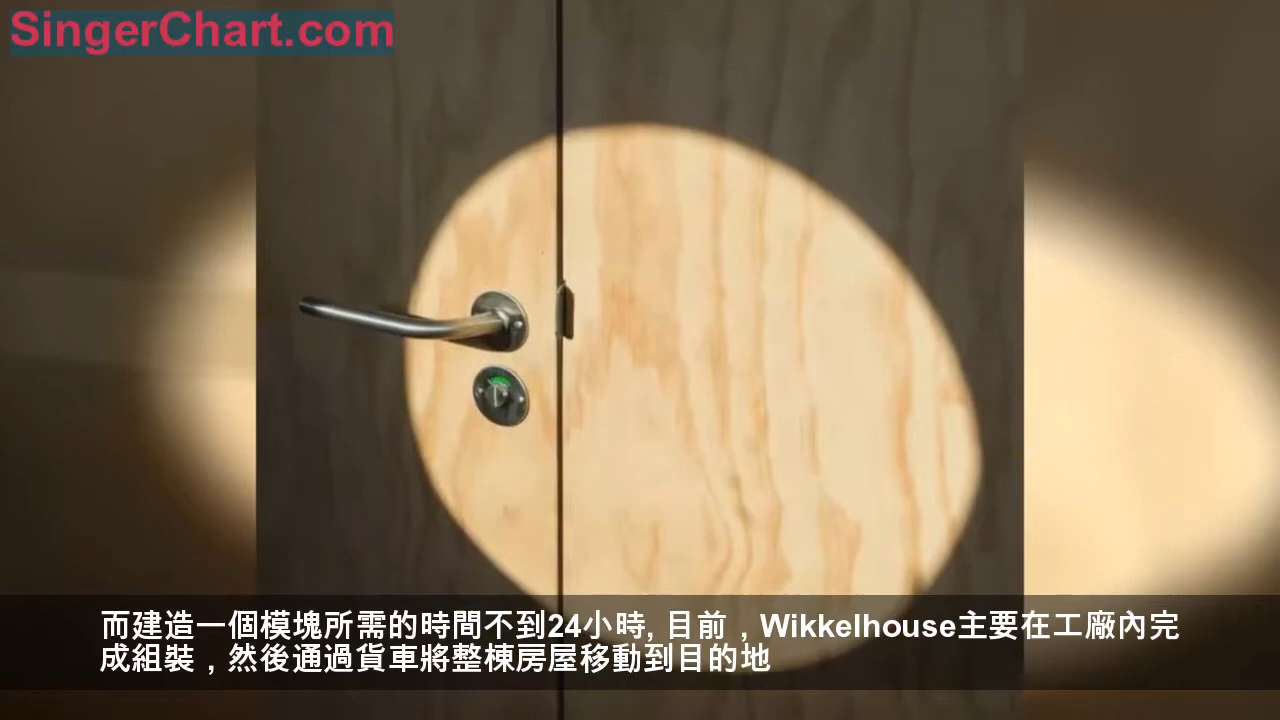 SingerChart.com
而建造一個模塊所需的時間不到24小時, 目前，Wikkelhouse主要在工廠內完
成組裝，然後通過貨車將整棟房屋移動到目的地